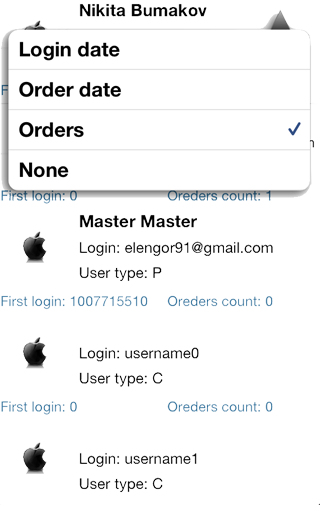 Nikita Bumakov
Login date
Order date
Orders
None
First login: 0 Oreders count: 1
Master Master
Login: elengor91@gmail.com
User type: P
First login: 1007715510 Oreders count: 0
Login: username0
User type: C
First login: 0 Oreders count: 0
Login: username1
User type: C